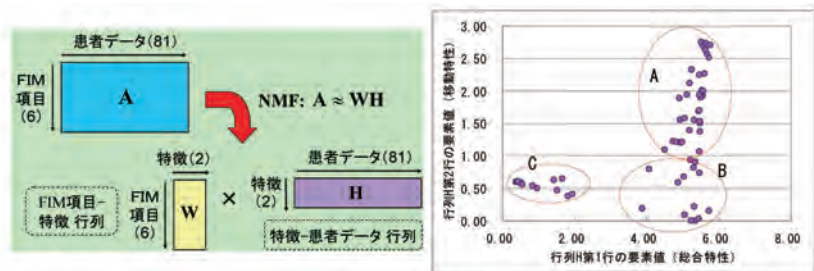 患者データ(81)
FIM
項目
(6)
A
NMF: A ≈ WH
特徴(2)
患者データ(81)
FIM項目-
特徴 行列
FIM
項目
(6)
W
×
特徴
(2)
H
特徴-患者データ 行列
行列H第2行の要素値 (移動特性)
3.00
2.50
2.00
1.50
1.00
0.50
0.00
A
B
C
0.00
2.00
4.00
6.00
8.00
行列H第1行の要素値 (総合特性)